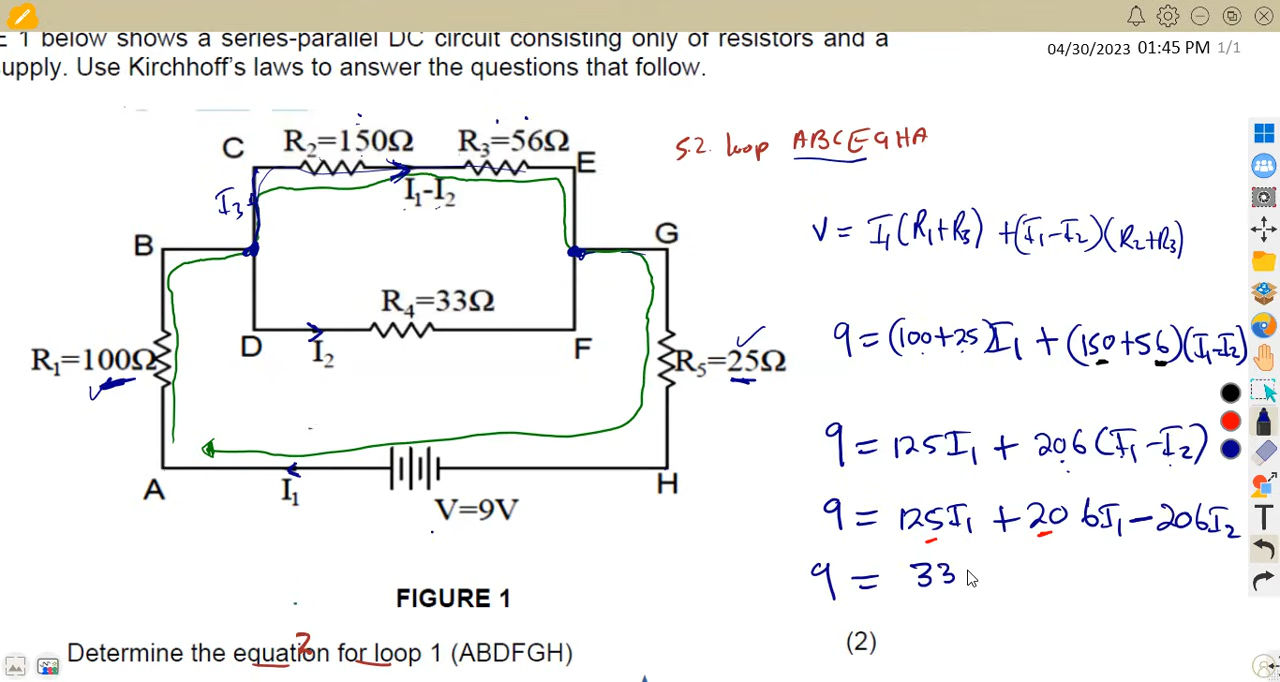 E 1 below shows a series-parallel DC circuit consisting only of resistors and a
upply. Use Kirchhoff's laws to answer the questions that follow.
04/30/2023 01:45 PM 1/1
C R₂=150Ω R₃=56Ω E
I₃ I₁-I₂
B G
R₄=33Ω
D I₂ F
R₁=100Ω R₅=25Ω
A I₁ H
V=9V
FIGURE 1
Determine the equation for loop 1 (ABDFGH)
2
(2)
5.2. loop ABCEGHA
V = I₁(R₁+R₃) +(I₁-I₂)(R₂+R₃)
9 = (100+25)I₁ + (150+56)(I₁-I₂)
9 = 125I₁ + 206(I₁-I₂)
9 = 125I₁ + 206I₁-206I₂
9 = 33
T